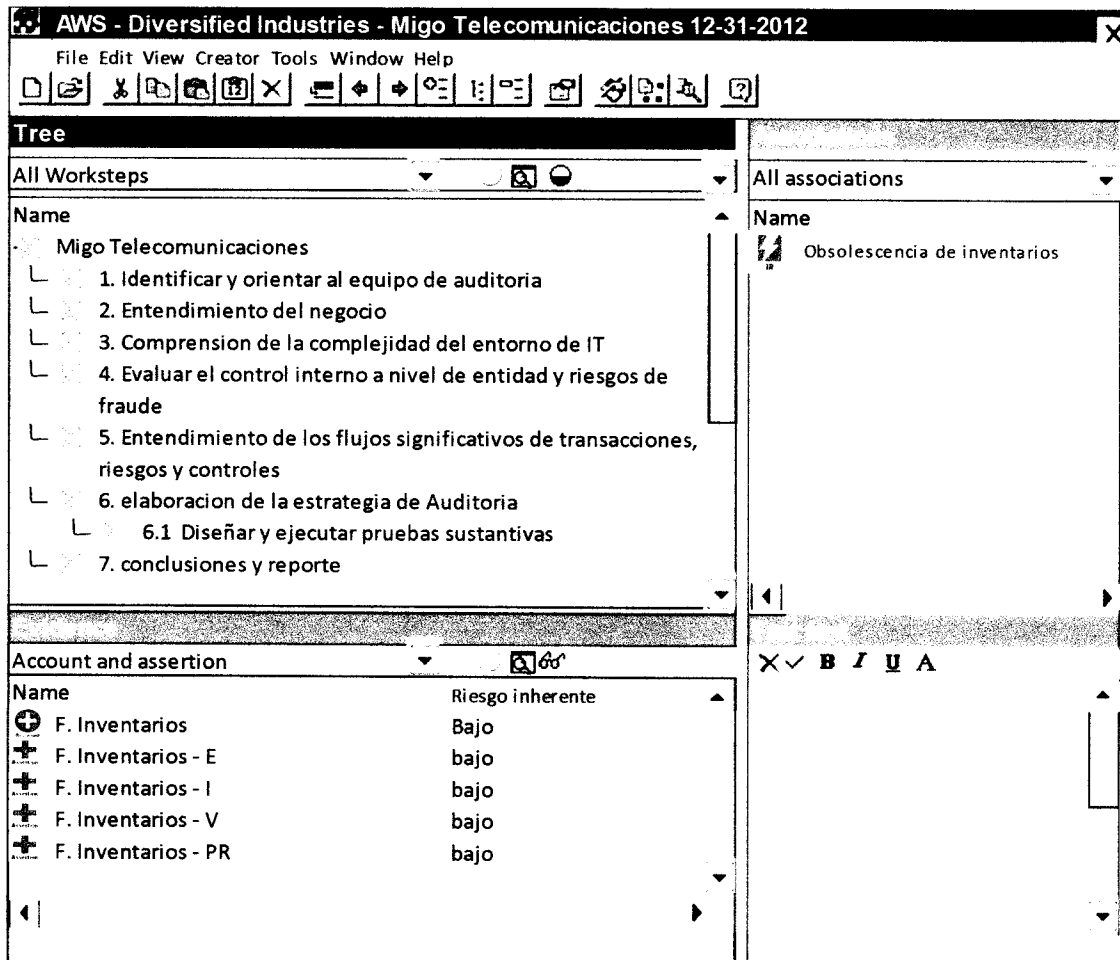 AWS - Diversified Industries - Migo Telecomunicaciones 12-31-2012
File Edit View Creator Tools Window Help
Tree
All Worksteps
Name
Migo Telecomunicaciones
1. Identificar y orientar al equipo de auditoria
2. Entendimiento del negocio
3. Comprension de la complejidad del entorno de IT
4. Evaluar el control interno a nivel de entidad y riesgos de
fraude
5. Entendimiento de los flujos significativos de transacciones,
riesgos y controles
6. elaboracion de la estrategia de Auditoria
6.1 Diseñar y ejecutar pruebas sustantivas
7. conclusiones y reporte
All associations
Name
Obsolescencia de inventarios
Account and assertion
Name Riesgo inherente
F. Inventarios Bajo
F. Inventarios - E bajo
F. Inventarios - I bajo
F. Inventarios - V bajo
F. Inventarios - PR bajo
B I U A